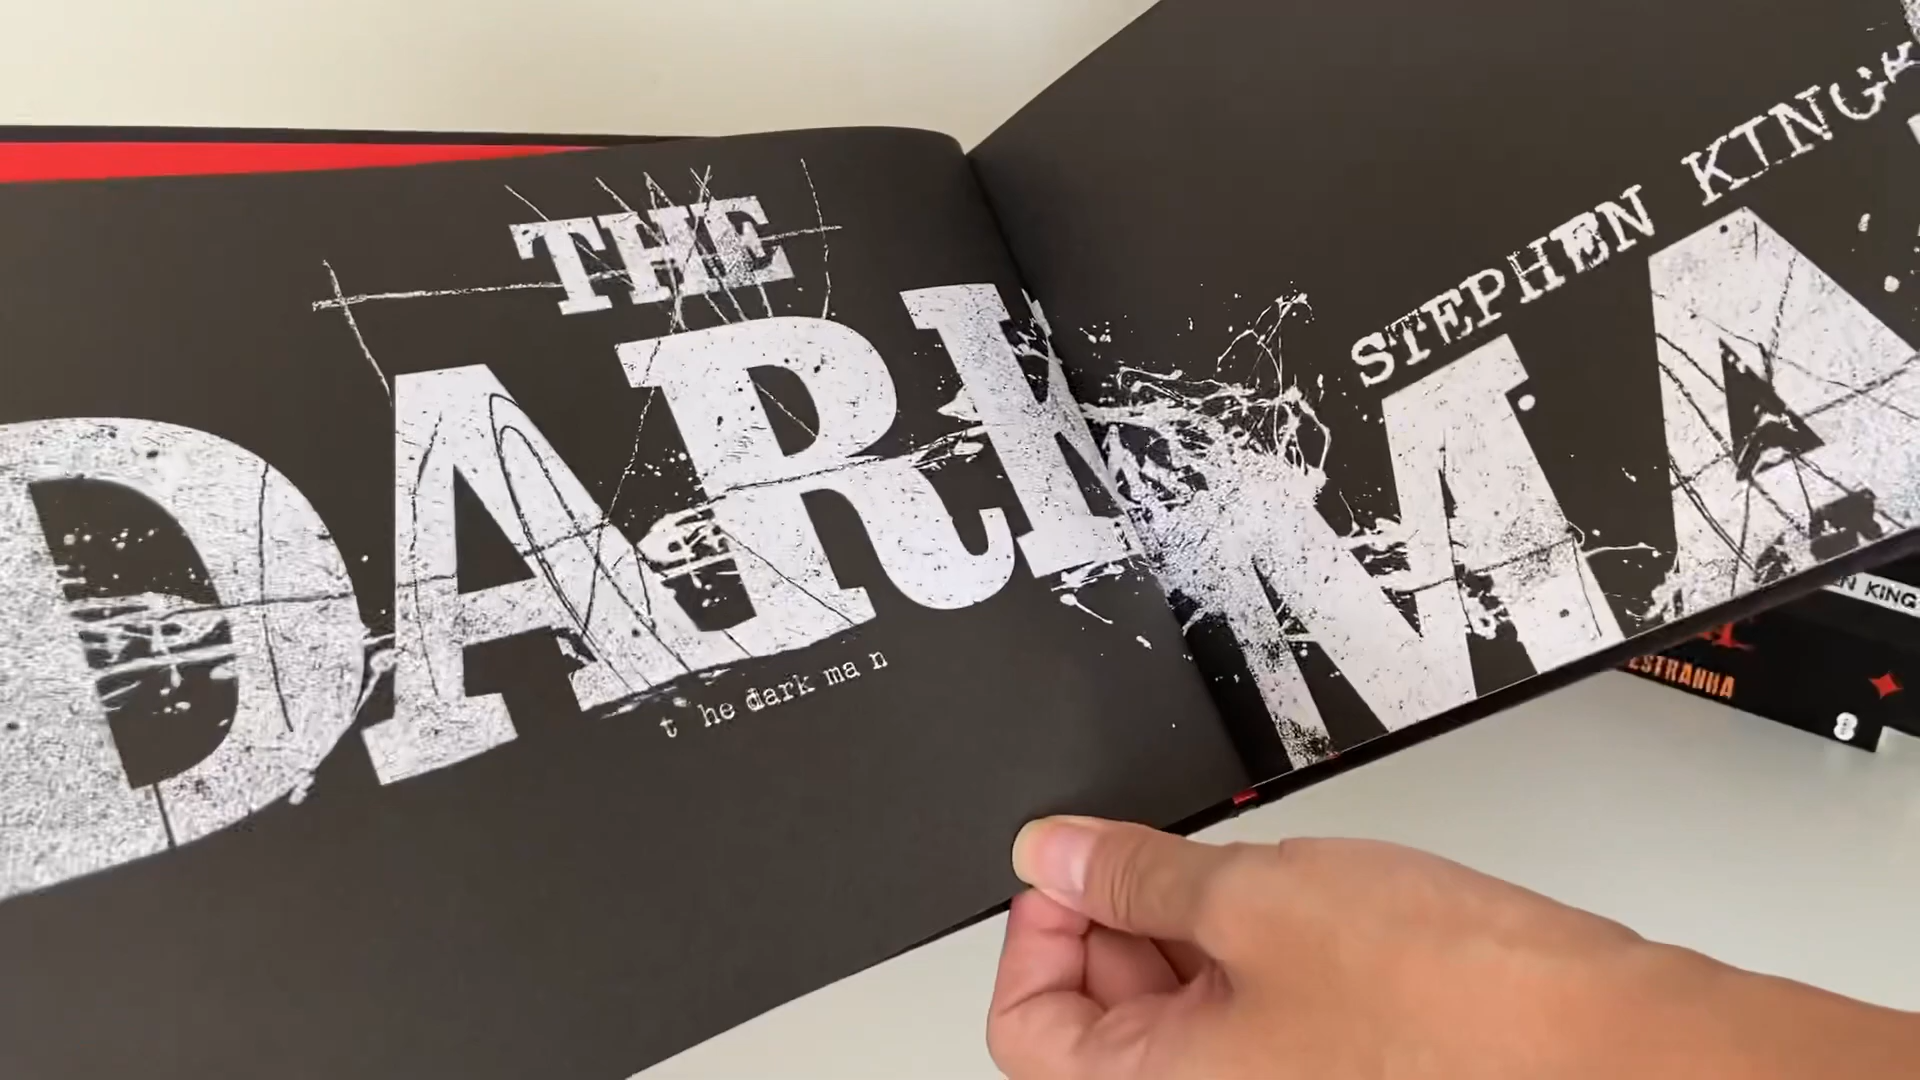 THE
DARK
t he dark ma n
STEPHEN KING
MA
EN KING
ESTRANHA
8